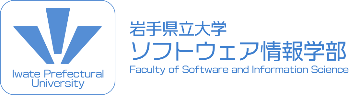 Iwate Prefectural
University
岩手県立大学
ソフトウェア情報学部
Faculty of Software and Information Science